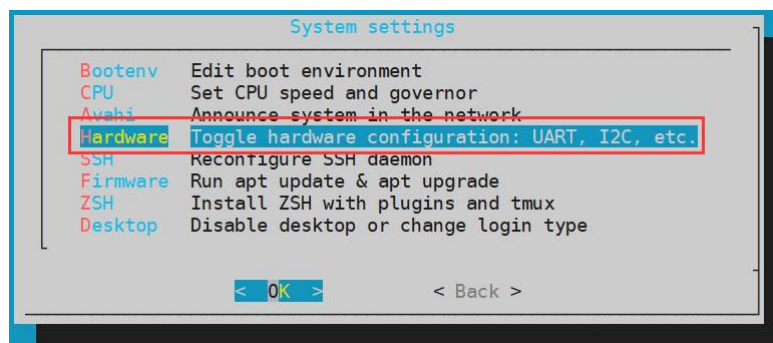 System settings
Bootenv Edit boot environment
CPU Set CPU speed and governor
Avahi Announce system in the network
Hardware Toggle hardware configuration: UART, I2C, etc.
SSH Reconfigure SSH daemon
Firmware Run apt update & apt upgrade
ZSH Install ZSH with plugins and tmux
Desktop Disable desktop or change login type
< OK > < Back >